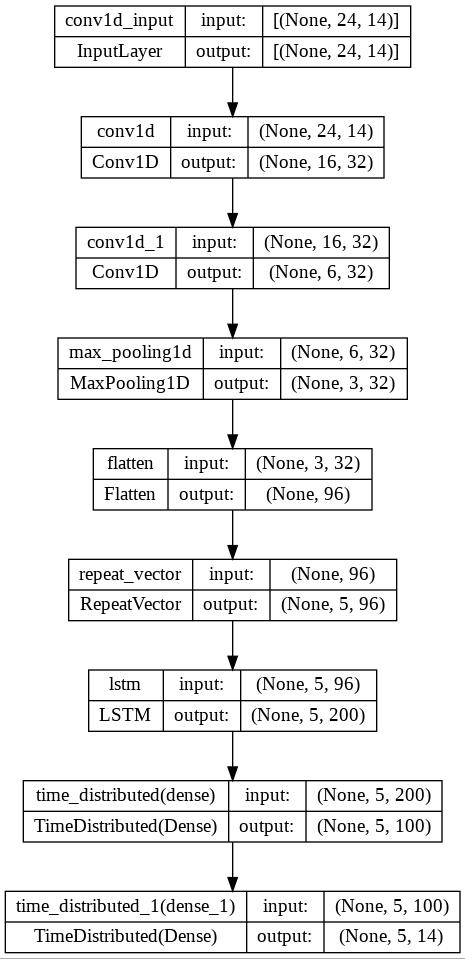 conv1d_input input: [(None, 24, 14)]
InputLayer output: [(None, 24, 14)]
conv1d input: (None, 24, 14)
Conv1D output: (None, 16, 32)
conv1d_1 input: (None, 16, 32)
Conv1D output: (None, 6, 32)
max_pooling1d input: (None, 6, 32)
MaxPooling1D output: (None, 3, 32)
flatten input: (None, 3, 32)
Flatten output: (None, 96)
repeat_vector input: (None, 96)
RepeatVector output: (None, 5, 96)
lstm input: (None, 5, 96)
LSTM output: (None, 5, 200)
time_distributed(dense) input: (None, 5, 200)
TimeDistributed(Dense) output: (None, 5, 100)
time_distributed_1(dense_1) input: (None, 5, 100)
TimeDistributed(Dense) output: (None, 5, 14)